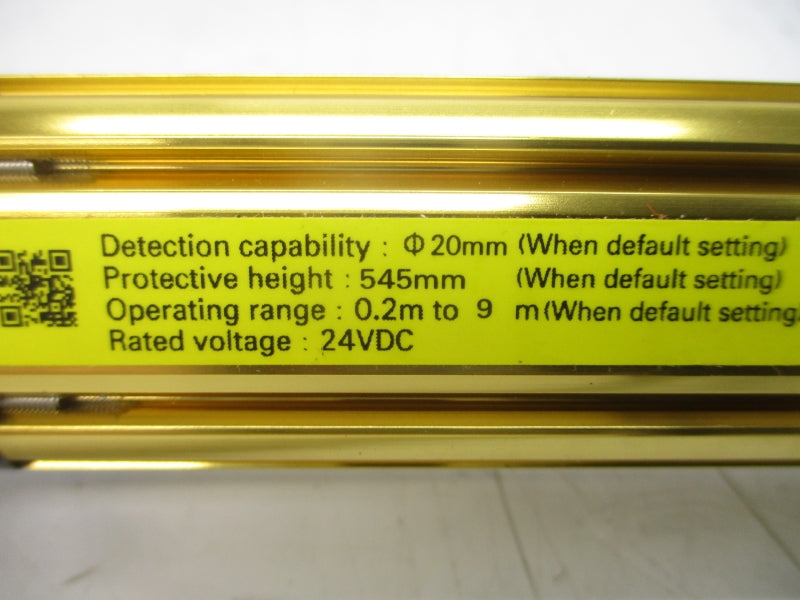 Detection capability : Φ20mm (When default setting)
Protective height : 545mm (When default setting)
Operating range : 0.2m to 9 m(When default setting)
Rated voltage : 24VDC